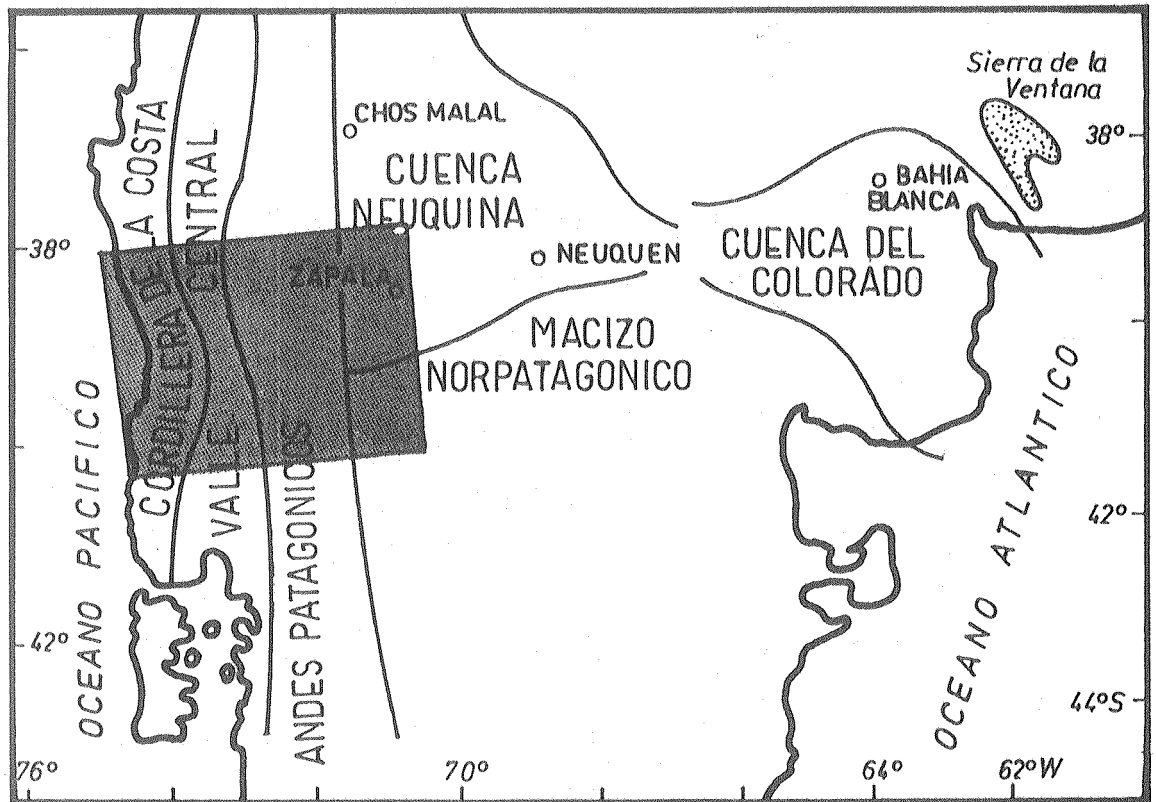 Sierra de la
Ventana
38°
CHOS MALAL
CUENCA
NEUQUINA
BAHIA
BLANCA
38°
CORDILLERA DE LA COSTA
VALLE CENTRAL
ZAPALA
NEUQUEN
CUENCA DEL
COLORADO
MACIZO
NORPATAGONICO
OCEANO PACIFICO
ANDES PATAGONICOS
OCEANO ATLANTICO
42°
42°
44°S
76°
70°
64°
62°W